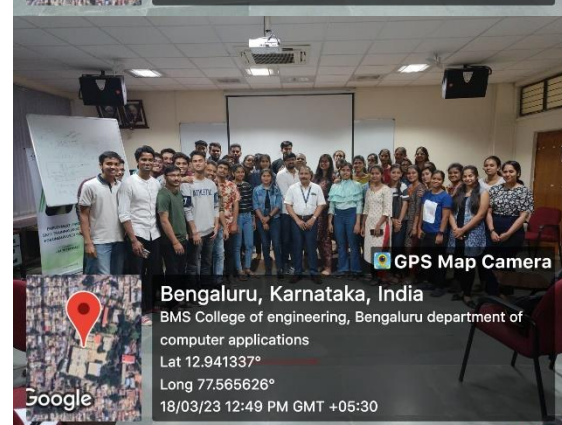 GPS Map Camera
Bengaluru, Karnataka, India
BMS College of engineering, Bengaluru department of
computer applications
Lat 12.941337°
Long 77.565626°
18/03/23 12:49 PM GMT +05:30
Google